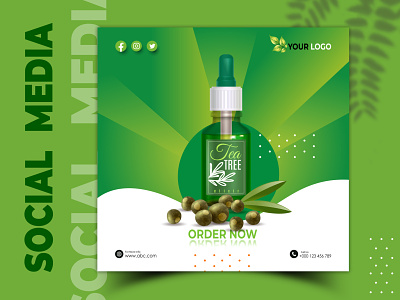 SOCIAL MEDIA
SOCIAL MEDIA
YOUR LOGO
Tea
TREE
ORDER NOW
ORDER NOW
www.abc.com
+000 123 456 789